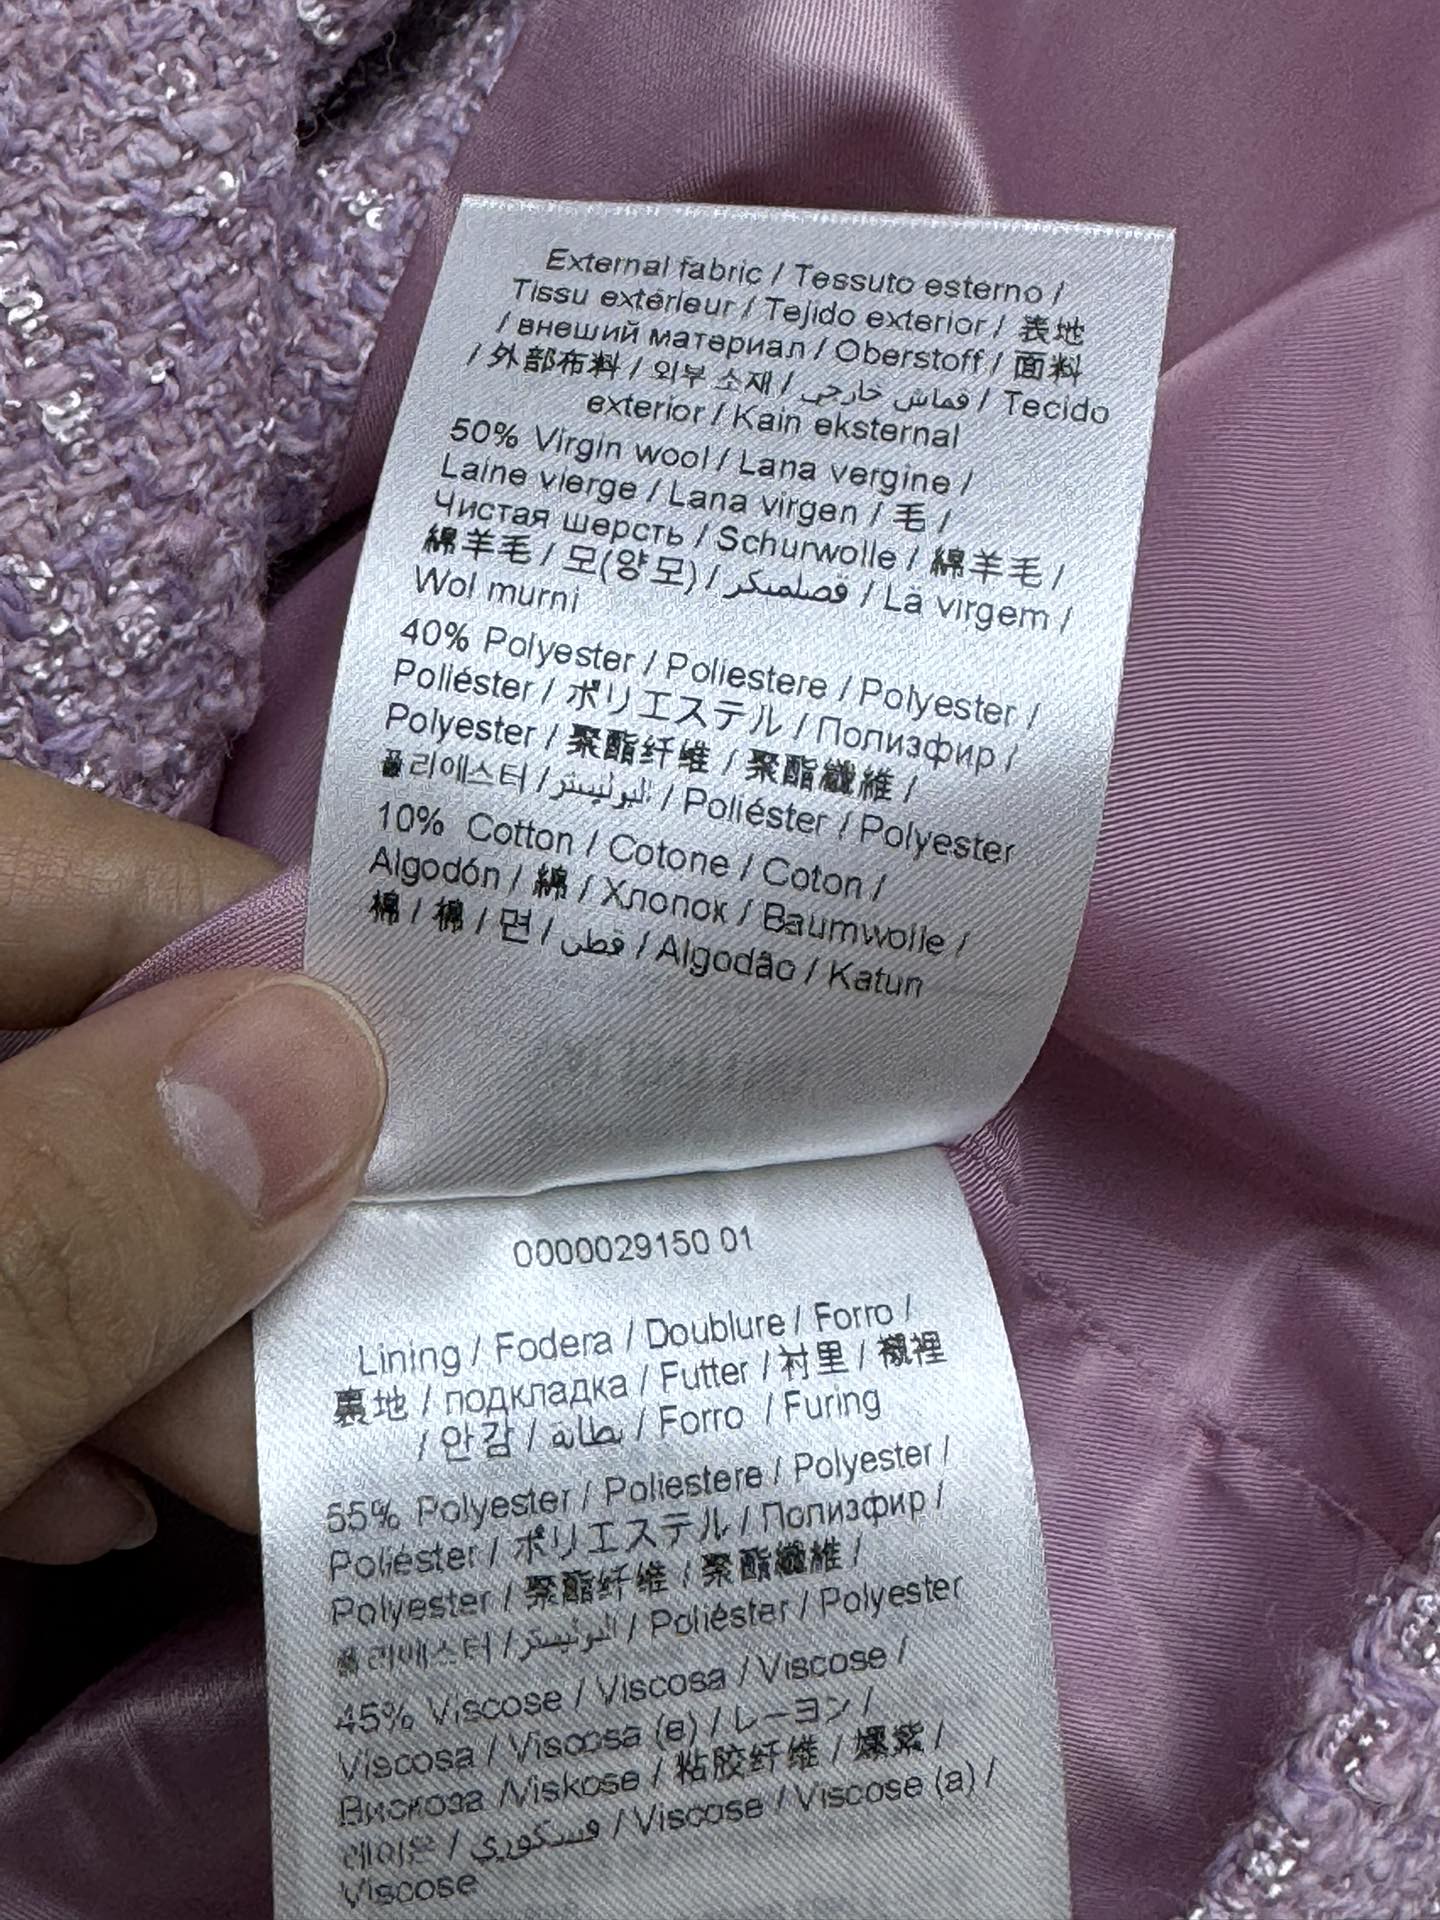 External fabric / Tessuto esterno /
Tissu extérieur / Tejido exterior / 表地
/ внеший материал / Oberstoff / 面料
/ 外部布料 / 외부 소재 / قماش خارجي / Tecido
exterior / Kain eksternal
50% Virgin wool / Lana vergine /
Laine vierge / Lana virgen / 毛 /
Чистая шерсть / Schurwolle / 綿羊毛 /
綿羊毛 / 모(양모) / / Lã virgem /
Wol murni
40% Polyester / Poliestere / Polyester /
Poliéster / ポリエステル / Полиэфир /
Polyester / 聚酯纤维 / 聚酯纖維 /
폴리에스터 / البوليستر / Poliéster / Polyester
10% Cotton / Cotone / Coton /
Algodón / 綿 / Хлопок / Baumwolle /
棉 / 棉 / 면 / قطن / Algodão / Katun
0000029150 01
Lining / Fodera / Doublure / Forro /
裏地 / подкладка / Futter / 衬里 / 襯裡
/ 안감 / بطانة / Forro / Furing
55% Polyester / Poliestere / Polyester /
Poliéster / ポリエステル / Полиэфир /
Polyester / 聚酯纤维 / 聚酯纖維 /
폴리에스터 / البوليستر / Poliéster / Polyester
45% Viscose / Viscosa / Viscose /
Viscosa / Viscosa (e) / レーヨン /
Вискоза /Viskose / 粘胶纤维 / 嫘縈 /
레이온 / فسكوزي / Viscose / Viscose (a) /
Viscose